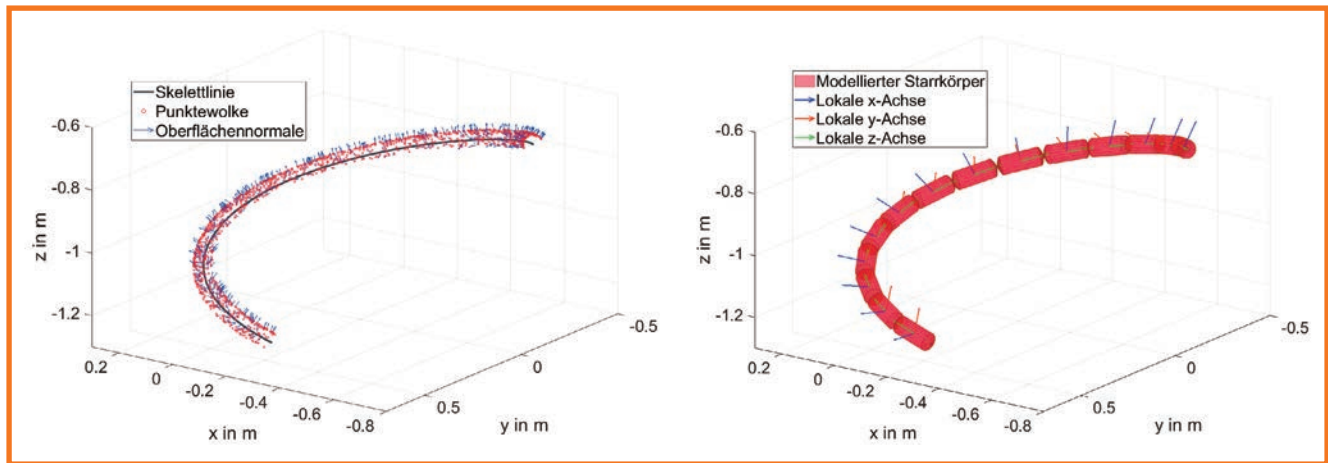 Skelettlinie
Punktewolke
Oberflächennormale
-0.6
-0.8
-1
-1.2
z in m
0.2
0
-0.2
-0.4
-0.6
-0.8
x in m
0.5
0
-0.5
y in m
Modellierter Starrkörper
Lokale x-Achse
Lokale y-Achse
Lokale z-Achse
-0.6
-0.8
-1
-1.2
z in m
0.2
0
-0.2
-0.4
-0.6
-0.8
x in m
0.5
0
-0.5
y in m